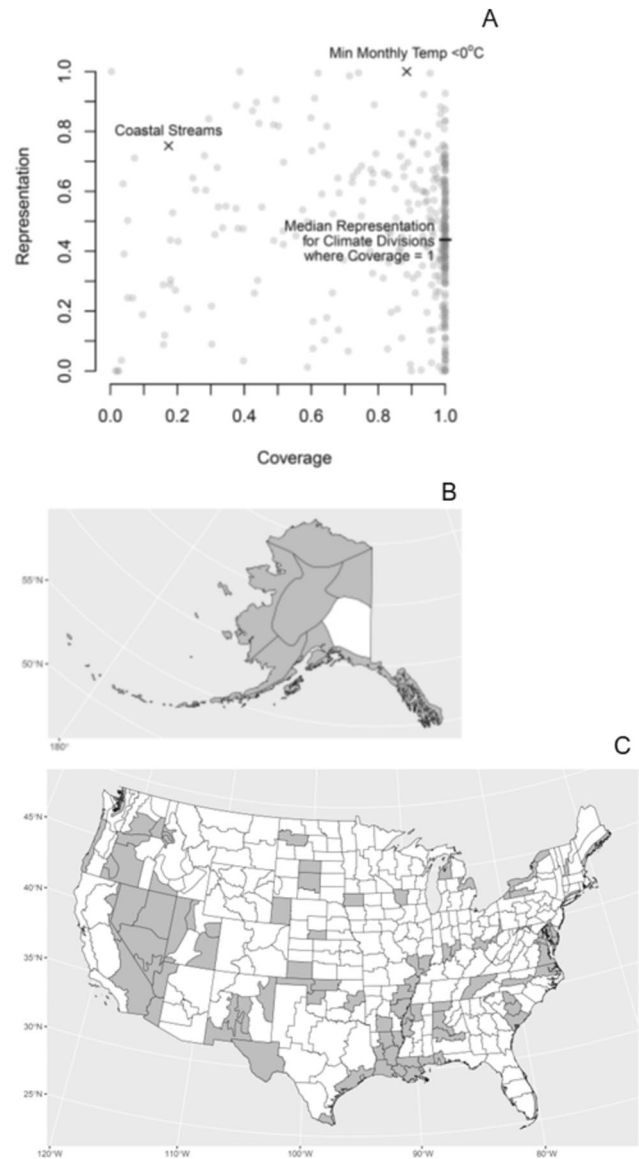 A
Min Monthly Temp <0°C
Coastal Streams
Median Representation
for Climate Divisions
where Coverage = 1
Representation
1.0
0.8
0.6
0.4
0.2
0.0
0.0 0.2 0.4 0.6 0.8 1.0
Coverage
B
55°N
50°N
180°
C
45°N
40°N
35°N
30°N
25°N
120°W 110°W 100°W 90°W 80°W